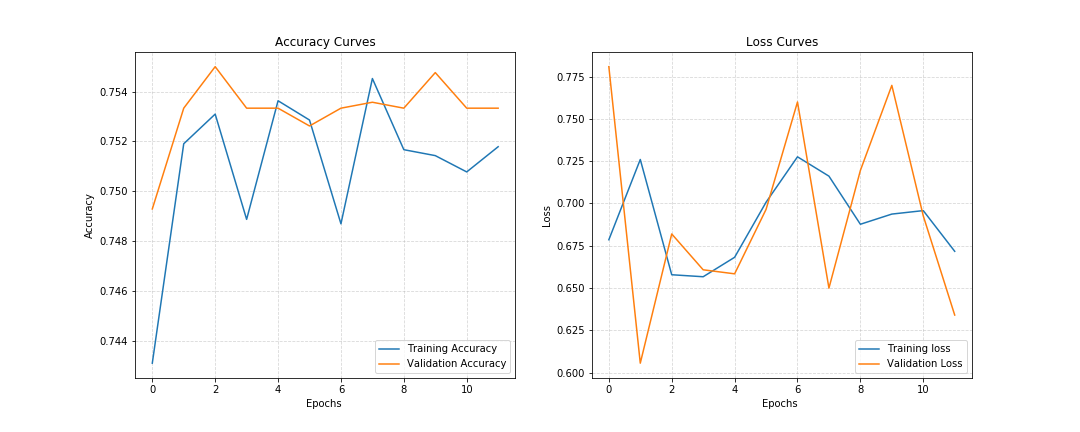 Accuracy Curves
0.754
0.752
0.750
0.748
0.746
0.744
Accuracy
0 2 4 6 8 10
Epochs
Training Accuracy
Validation Accuracy
Loss Curves
0.775
0.750
0.725
0.700
0.675
0.650
0.625
0.600
Loss
0 2 4 6 8 10
Epochs
Training loss
Validation Loss